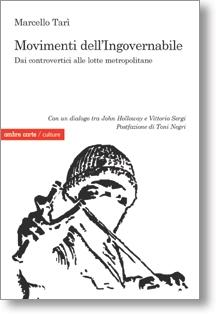 Marcello Tarì
Movimenti dell'Ingovernabile
Dai controvertici alle lotte metropolitane
Con un dialogo tra John Holloway e Vittorio Sergi
Postfazione di Toni Negri
ombre corte / culture